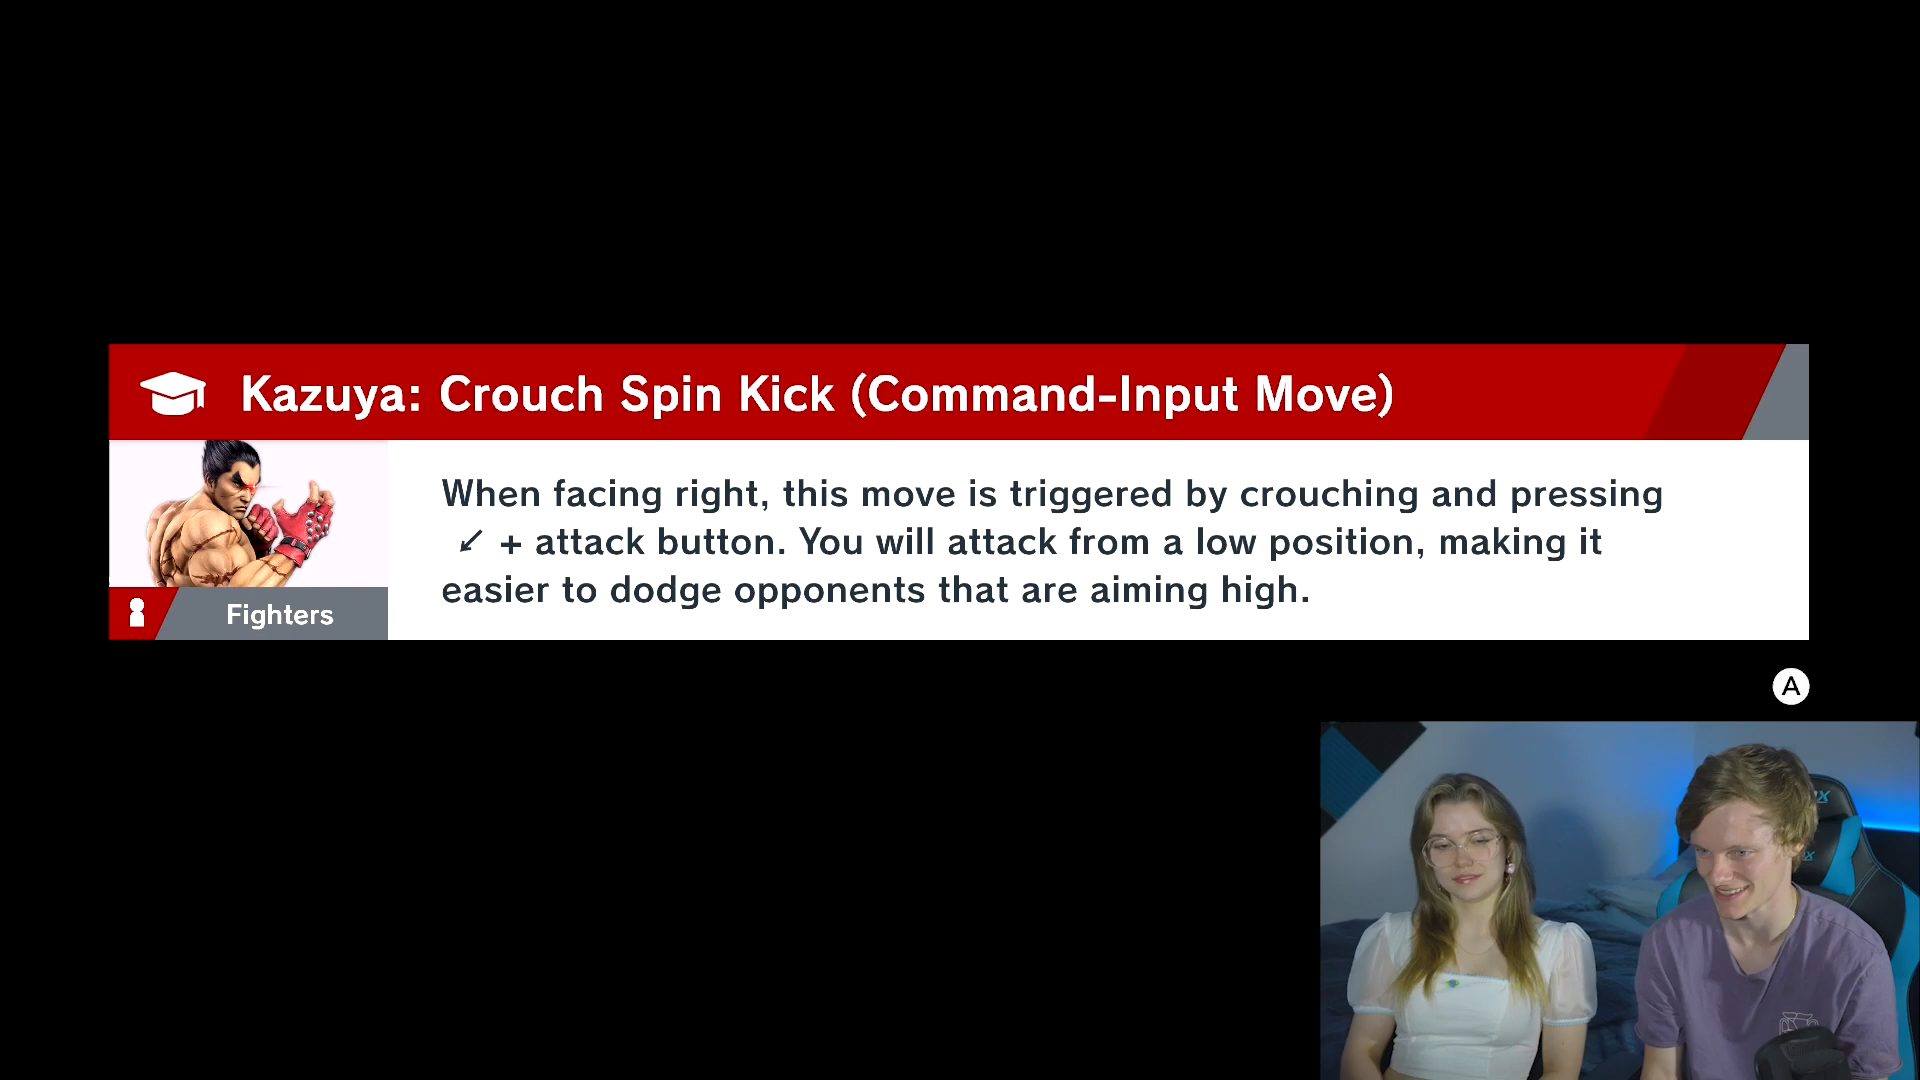 Kazuya: Crouch Spin Kick (Command-Input Move)
When facing right, this move is triggered by crouching and pressing
↙ + attack button. You will attack from a low position, making it
easier to dodge opponents that are aiming high.
Fighters
A